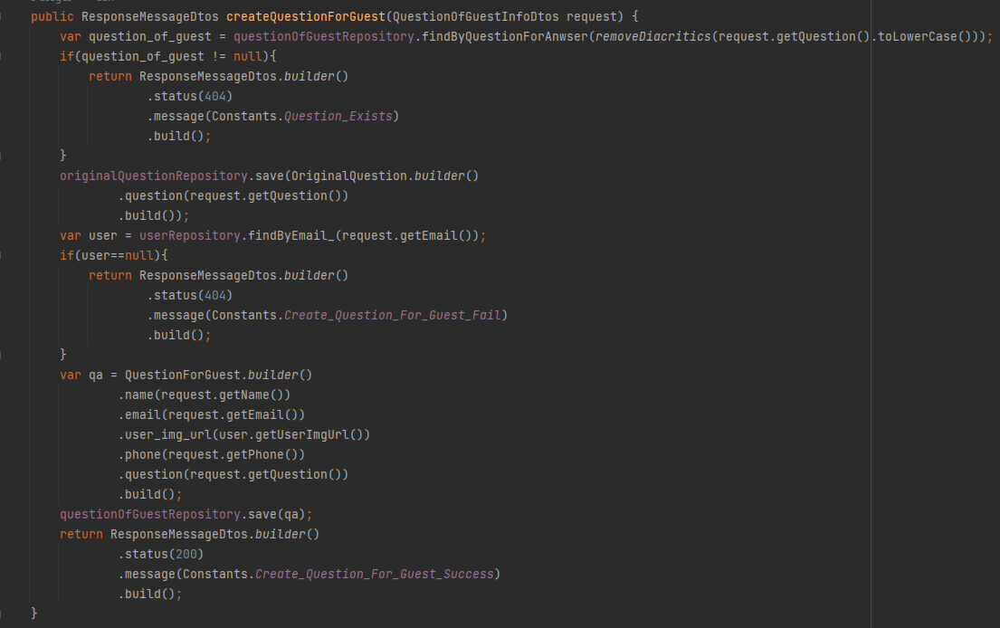 public ResponseMessageDtos createQuestionForGuest(QuestionOfGuestInfoDtos request) {
var question_of_guest = questionOfGuestRepository.findByQuestionForAnwser(removeDiacritics(request.getQuestion().toLowerCase()));
if(question_of_guest != null){
return ResponseMessageDtos.builder()
.status(404)
.message(Constants.Question_Exists)
.build();
}
originalQuestionRepository.save(OriginalQuestion.builder()
.question(request.getQuestion())
.build());
var user = userRepository.findByEmail_(request.getEmail());
if(user==null){
return ResponseMessageDtos.builder()
.status(404)
.message(Constants.Create_Question_For_Guest_Fail)
.build();
}
var qa = QuestionForGuest.builder()
.name(request.getName())
.email(request.getEmail())
.user_img_url(user.getUserImgUrl())
.phone(request.getPhone())
.question(request.getQuestion())
.build();
questionOfGuestRepository.save(qa);
return ResponseMessageDtos.builder()
.status(200)
.message(Constants.Create_Question_For_Guest_Success)
.build();
}